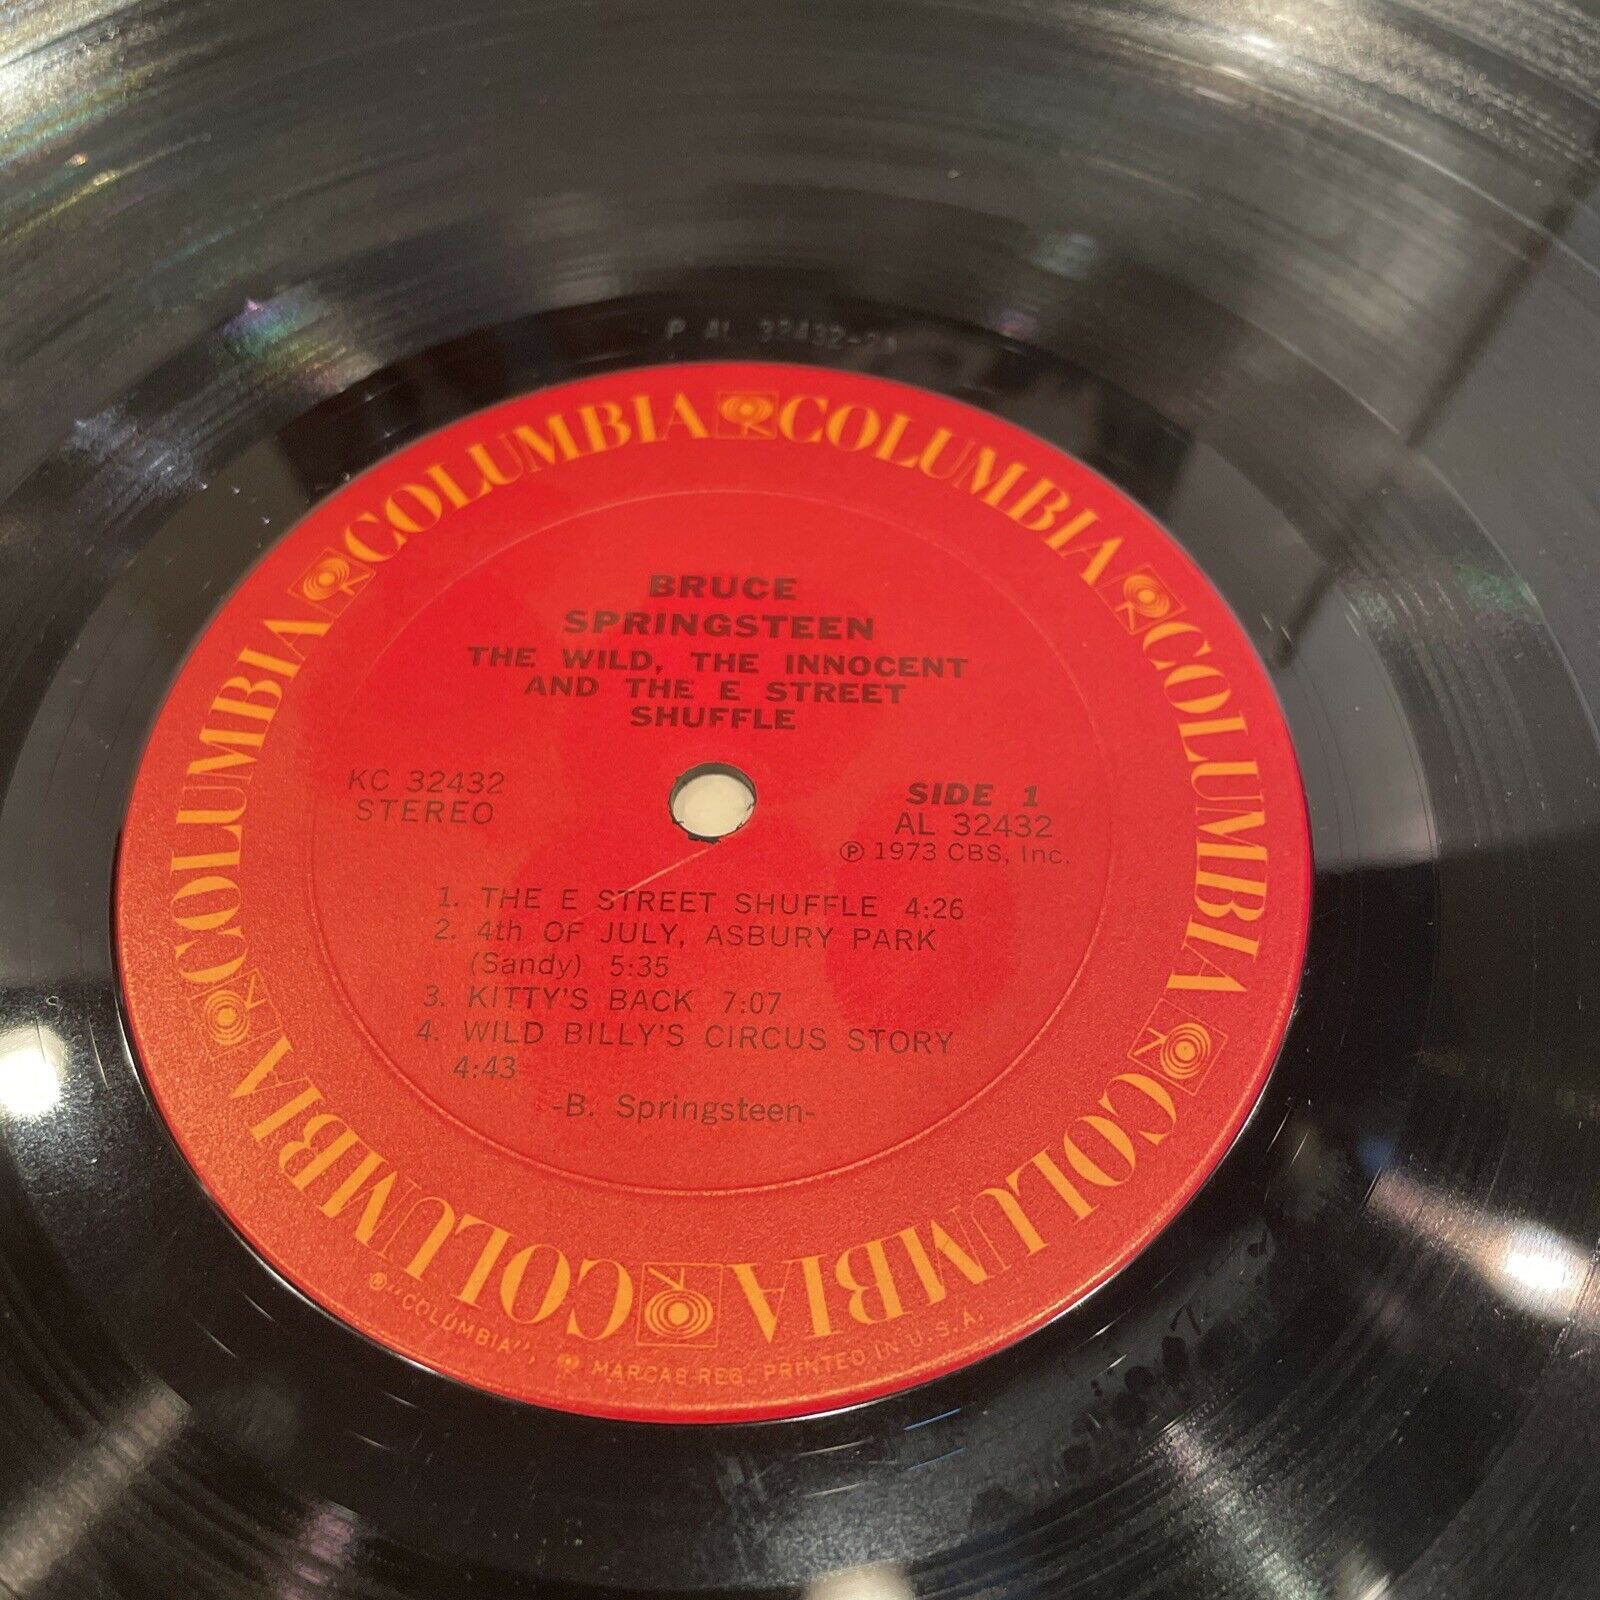 P AL 32432-2
COLUMBIA COLUMBIA COLUMBIA COLUMBIA COLUMBIA COLUMBIA
BRUCE
SPRINGSTEEN
THE WILD, THE INNOCENT
AND THE E STREET
SHUFFLE
KC 32432
STEREO
SIDE 1
AL 32432
Ⓟ 1973 CBS, Inc.
1. THE E STREET SHUFFLE 4:26
2. 4th OF JULY, ASBURY PARK
(Sandy) 5:35
3. KITTY'S BACK 7:07
4. WILD BILLY'S CIRCUS STORY
4:43
-B. Springsteen-
® "COLUMBIA", MARCAS REG. PRINTED IN U.S.A.